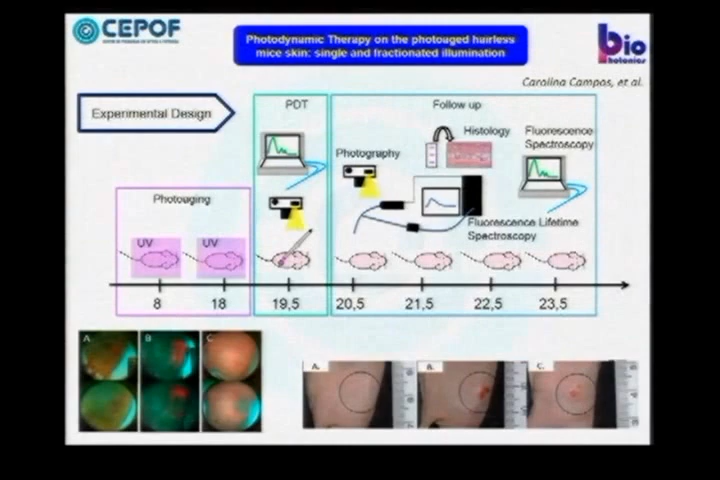 CEPOF
Photodynamic Therapy on the photouged hairless
mice skin: single and fractionated illumination
bio
hotonics
Carolina Campos, et al.
Experimental Design
PDT
Follow up
Photography
Histology
Fluorescence
Spectroscopy
Fluorescence Lifetime
Spectroscopy
Photouging
UV
UV
8
18
19,5
20,5
21,5
22,5
23,5
A
B
C
A.
B.
C.